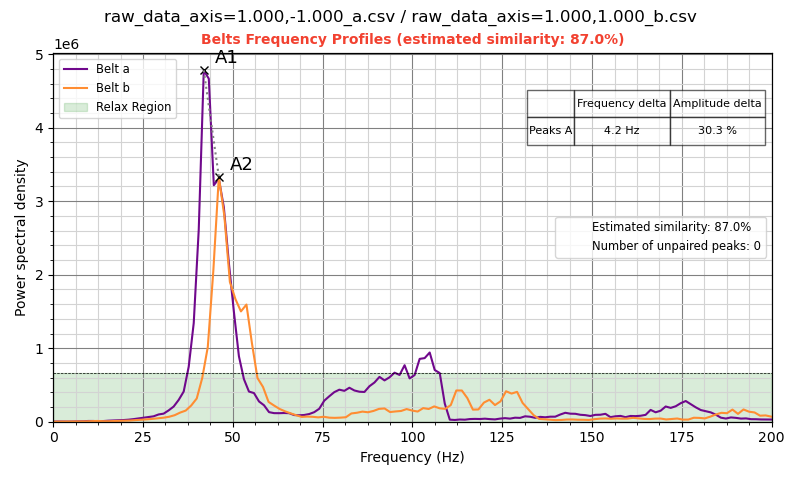 raw_data_axis=1.000,-1.000_a.csv / raw_data_axis=1.000,1.000_b.csv
Belts Frequency Profiles (estimated similarity: 87.0%)
1e6
Belt a
Belt b
Relax Region
A1
A2
Frequency delta Amplitude delta
Peaks A 4.2 Hz 30.3 %
Estimated similarity: 87.0%
Number of unpaired peaks: 0
Power spectral density
5
4
3
2
1
0
0 25 50 75 100 125 150 175 200
Frequency (Hz)